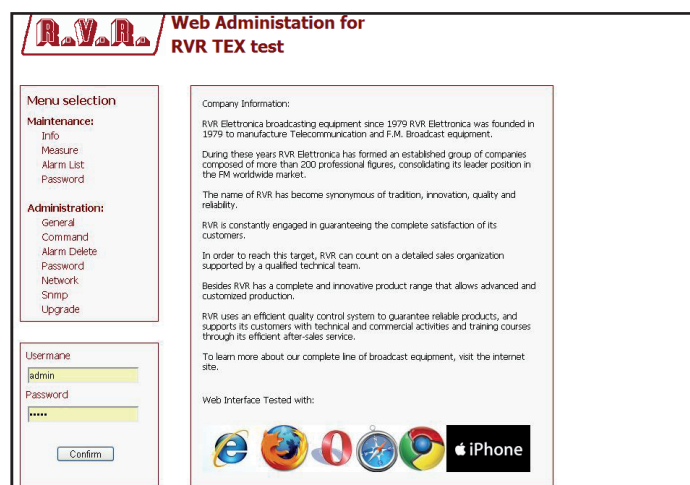 R.V.R.
Web Administation for
RVR TEX test
Menu selection
Maintenance:
Info
Measure
Alarm List
Password
Administration:
General
Command
Alarm Delete
Password
Network
Snmp
Upgrade
Usermane
admin
Password
•••••
Confirm
Company Information:
RVR Elettronica broadcasting equipment since 1979 RVR Elettronica was founded in
1979 to manufacture Telecommunication and F.M. Broadcast equipment.
During these years RVR Elettronica has formed an established group of companies
composed of more than 200 professional figures, consolidating its leader position in
the FM worldwide market.
The name of RVR has become synonymous of tradition, innovation, quality and
reliability.
RVR is constantly engaged in guaranteeing the complete satisfaction of its
customers.
In order to reach this target, RVR can count on a detailed sales organization
supported by a qualified technical team.
Besides RVR has a complete and innovative product range that allows advanced and
customized production.
RVR uses an efficient quality control system to guarantee reliable products, and
supports its customers with technical and commercial activities and training courses
through its efficient after-sales service.
To learn more about our complete line of broadcast equipment, visit the internet
site.
Web Interface Tested with:
iPhone